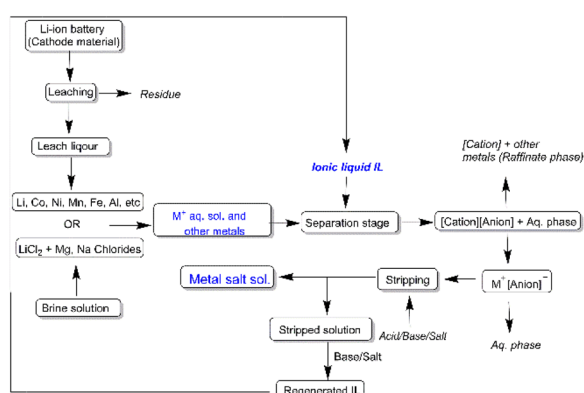 Li-ion battery
(Cathode material)
Leaching
Residue
Leach liqour
Li, Co, Ni, Mn, Fe, Al, etc
OR
LiCl2 + Mg, Na Chlorides
Brine solution
M+ aq. sol. and
other metals
Ionic liquid IL
Separation stage
[Cation] + other
metals (Raffinate phase)
[Cation][Anion] + Aq. phase
M+[Anion]−
Aq. phase
Stripping
Acid/Base/Salt
Metal salt sol.
Stripped solution
Base/Salt
Regenerated IL